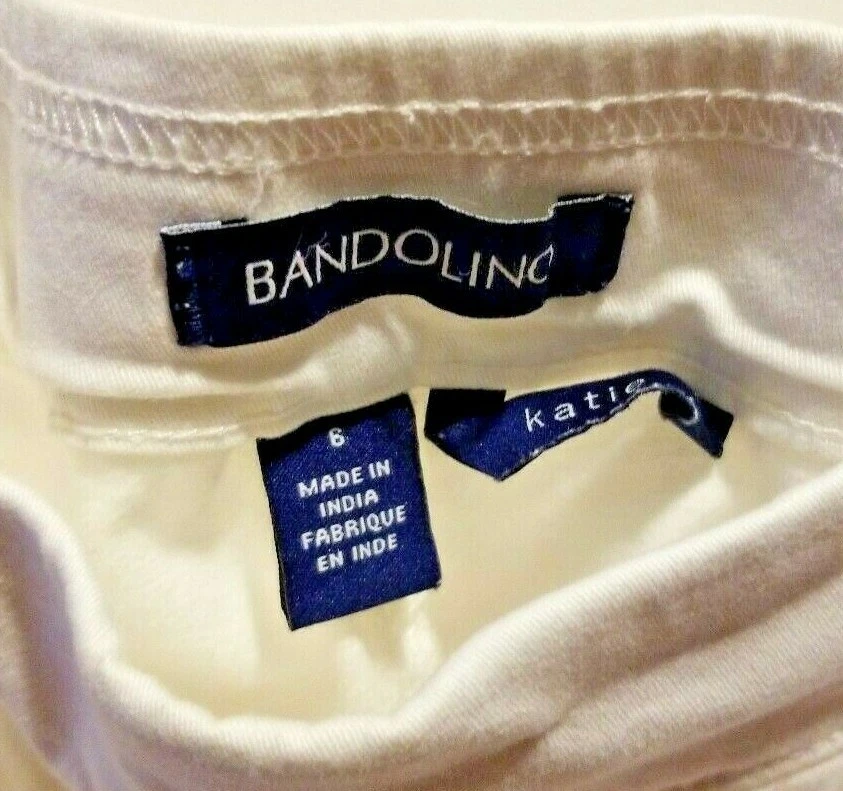 BANDOLINO
katie
6
MADE IN
INDIA
FABRIQUE
EN INDE